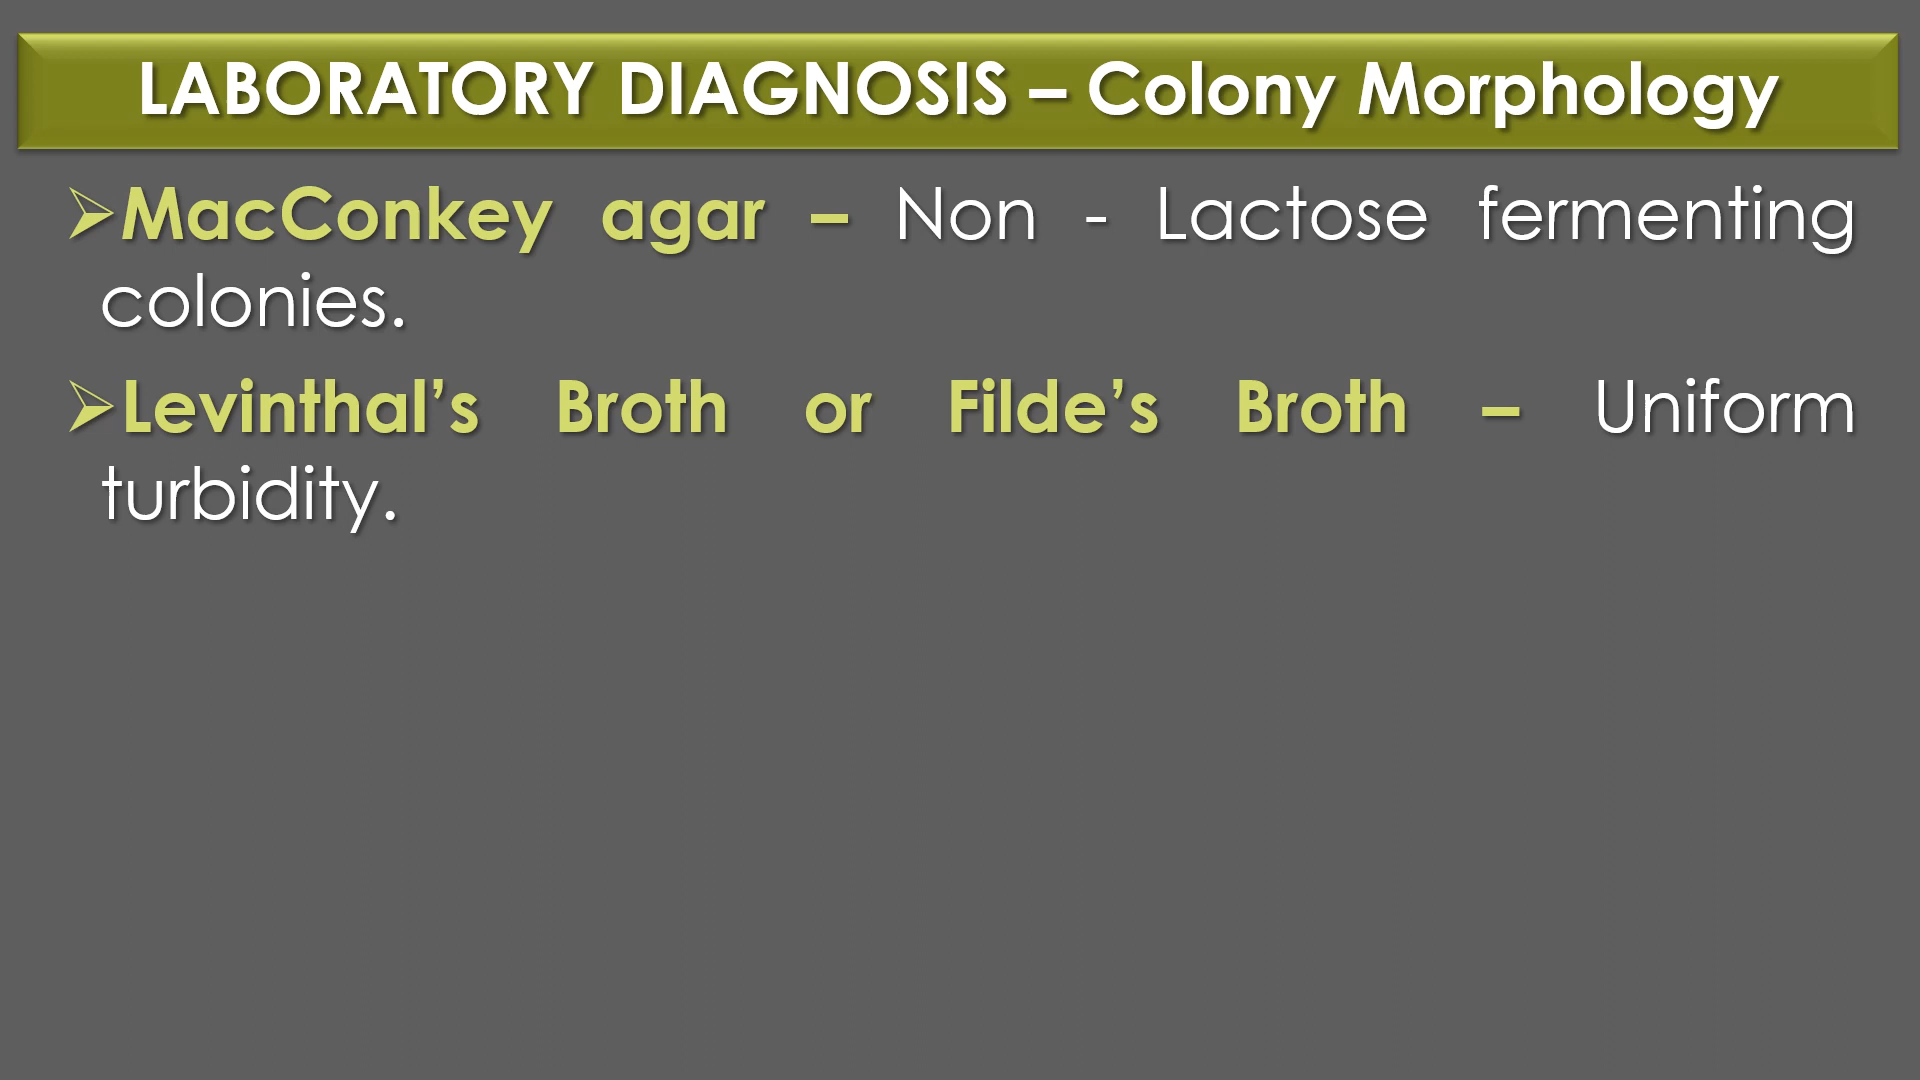 LABORATORY DIAGNOSIS – Colony Morphology
➢MacConkey agar – Non - Lactose fermenting
colonies.
➢Levinthal’s Broth or Filde’s Broth – Uniform
turbidity.